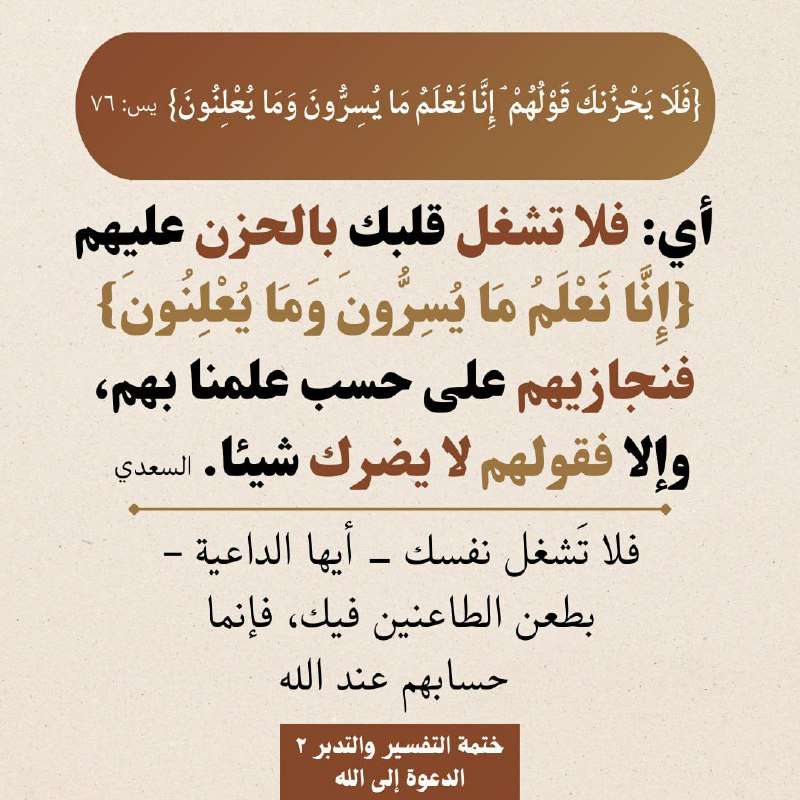 {فَلَا يَحْزُنكَ قَوْلُهُمْ ۘ إِنَّا نَعْلَمُ مَا يُسِرُّونَ وَمَا يُعْلِنُونَ} يس: ٧٦
أي: فلا تشغل قلبك بالحزن عليهم
{إِنَّا نَعْلَمُ مَا يُسِرُّونَ وَمَا يُعْلِنُونَ}
فنجازيهم على حسب علمنا بهم،
وإلا فقولهم لا يضرك شيئا. السعدي
فلا تَشغل نفسك – أيها الداعية –
بطعن الطاعنين فيك، فإنما
حسابهم عند الله
ختمة التفسير والتدبر ٢
الدعوة إلى الله